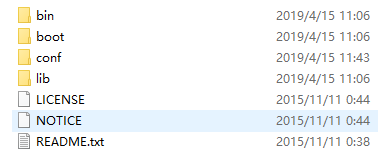 bin 2019/4/15 11:06
boot 2019/4/15 11:06
conf 2019/4/15 11:43
lib 2019/4/15 11:06
LICENSE 2015/11/11 0:44
NOTICE 2015/11/11 0:44
README.txt 2015/11/11 0:38